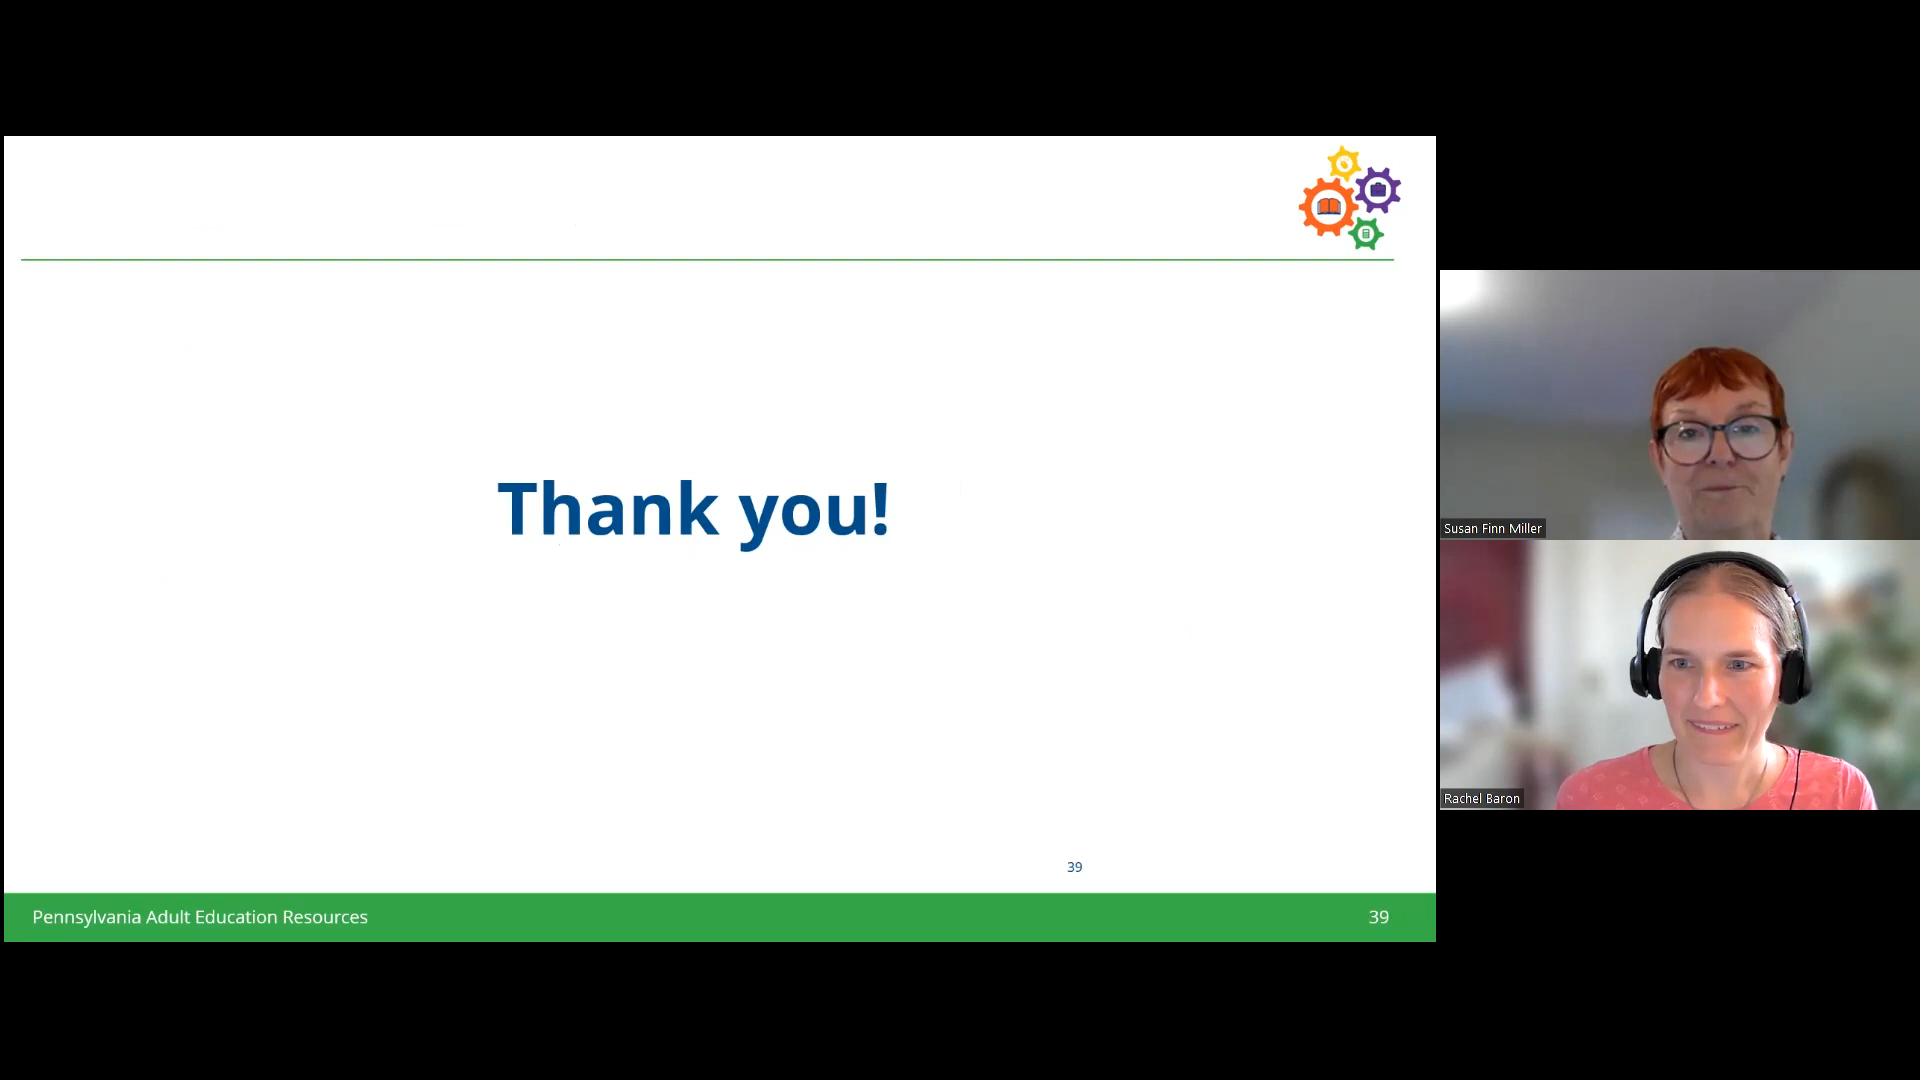 Thank you!
39
Pennsylvania Adult Education Resources
39
Susan Finn Miller
Rachel Baron